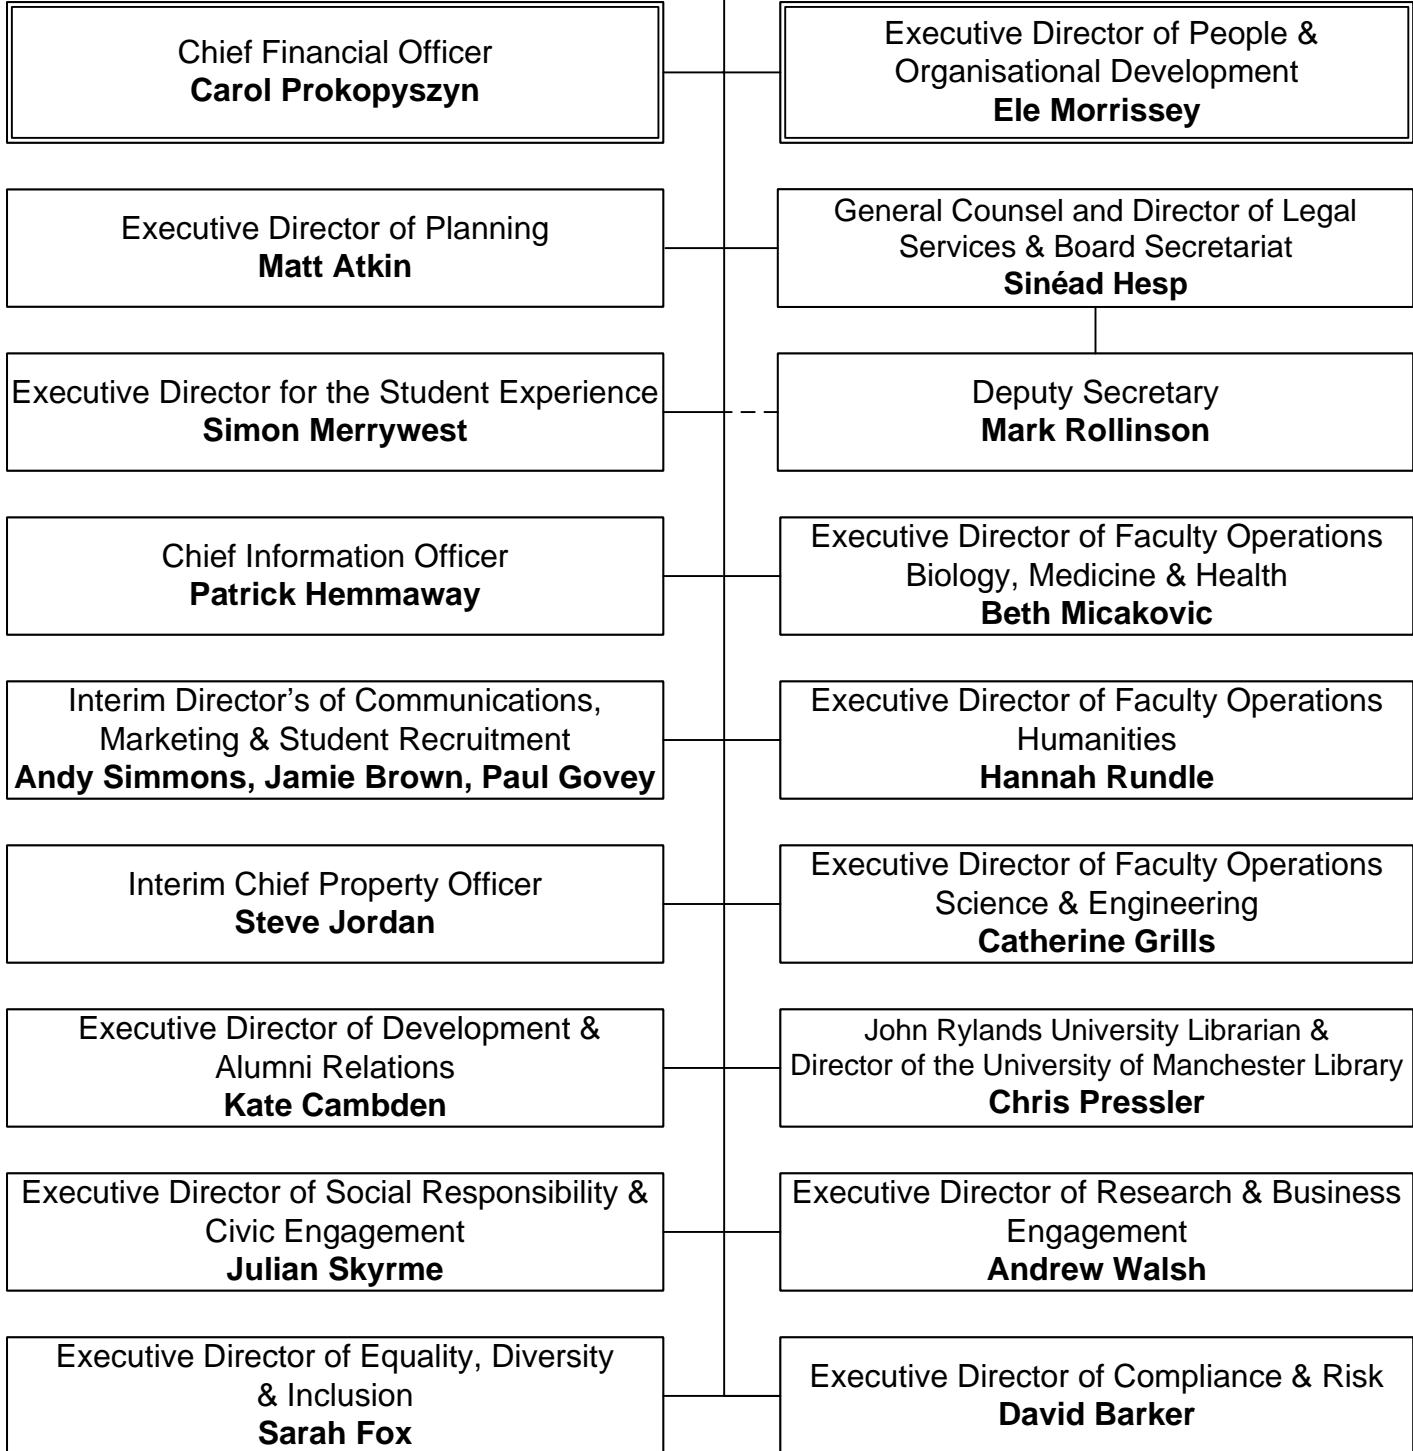 Chief Financial Officer
Carol Prokopyszyn
Executive Director of People &
Organisational Development
Ele Morrissey
Executive Director of Planning
Matt Atkin
General Counsel and Director of Legal
Services & Board Secretariat
Sinéad Hesp
Executive Director for the Student Experience
Simon Merrywest
Deputy Secretary
Mark Rollinson
Chief Information Officer
Patrick Hemmaway
Executive Director of Faculty Operations
Biology, Medicine & Health
Beth Micakovic
Interim Director’s of Communications,
Marketing & Student Recruitment
Andy Simmons, Jamie Brown, Paul Govey
Executive Director of Faculty Operations
Humanities
Hannah Rundle
Interim Chief Property Officer
Steve Jordan
Executive Director of Faculty Operations
Science & Engineering
Catherine Grills
Executive Director of Development &
Alumni Relations
Kate Cambden
John Rylands University Librarian &
Director of the University of Manchester Library
Chris Pressler
Executive Director of Social Responsibility &
Civic Engagement
Julian Skyrme
Executive Director of Research & Business
Engagement
Andrew Walsh
Executive Director of Equality, Diversity
& Inclusion
Sarah Fox
Executive Director of Compliance & Risk
David Barker